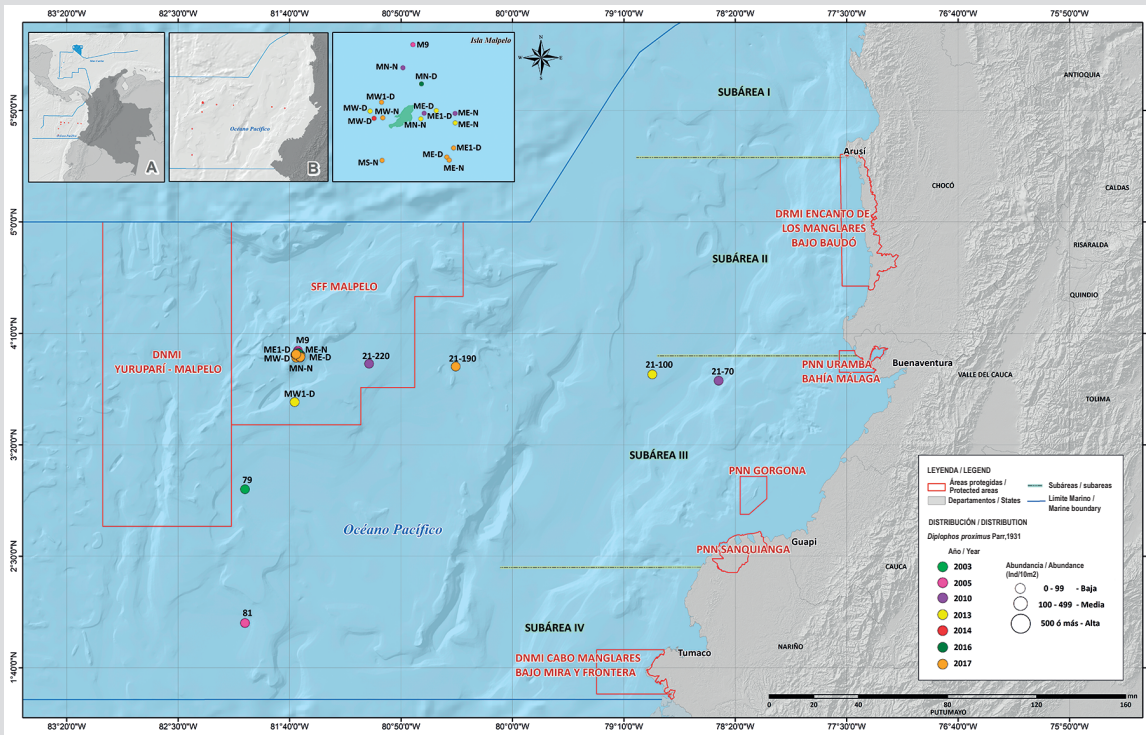 83°20'0"W
82°30'0"W
81°40'0"W
80°50'0"W
80°0'0"W
79°10'0"W
78°20'0"W
77°30'0"W
76°40'0"W
75°50'0"W
5°50'0"N
5°0'0"N
4°10'0"N
3°20'0"N
2°30'0"N
1°40'0"N
A
Océano Pacífico
B
Isla Malpelo
N
W
E
S
M9
MN-N
MN-D
MW1-D
MW-D
MW-N
MW-D
ME-D
ME1-D
ME-N
MN-N
ME-N
ME1-D
ME-D
ME-N
MS-N
SUBÁREA I
ANTIOQUIA
Arusí
CHOCÓ
CALDAS
DRMI ENCANTO DE
LOS MANGLARES
BAJO BAUDÓ
RISARALDA
SUBÁREA II
SFF MALPELO
QUINDIO
DNMI
YURUPARÍ - MALPELO
M9
ME1-D
ME-N
MW-D
ME-D
MN-N
21-220
21-190
21-100
21-70
PNN URAMBA
BAHÍA MÁLAGA
Buenaventura
VALLE DEL CAUCA
TOLIMA
MW1-D
SUBÁREA III
PNN GORGONA
79
Océano Pacífico
PNN SANQUIANGA
Guapi
CAUCA
81
SUBÁREA IV
DNMI CABO MANGLARES
BAJO MIRA Y FRONTERA
Tumaco
NARIÑO
PUTUMAYO
LEYENDA / LEGEND
Áreas protegidas /
Protected areas
Departamentos / States
Subáreas / subareas
Limite Marino /
Marine boundary
DISTRIBUCIÓN / DISTRIBUTION
Diplophos proximus Parr,1931
Año / Year
2003
2005
2010
2013
2014
2016
2017
Abundancia / Abundance
(Ind/10m2)
0 - 99 - Baja
100 - 499 - Media
500 ó más - Alta
0 20 40 80 120 160
mn